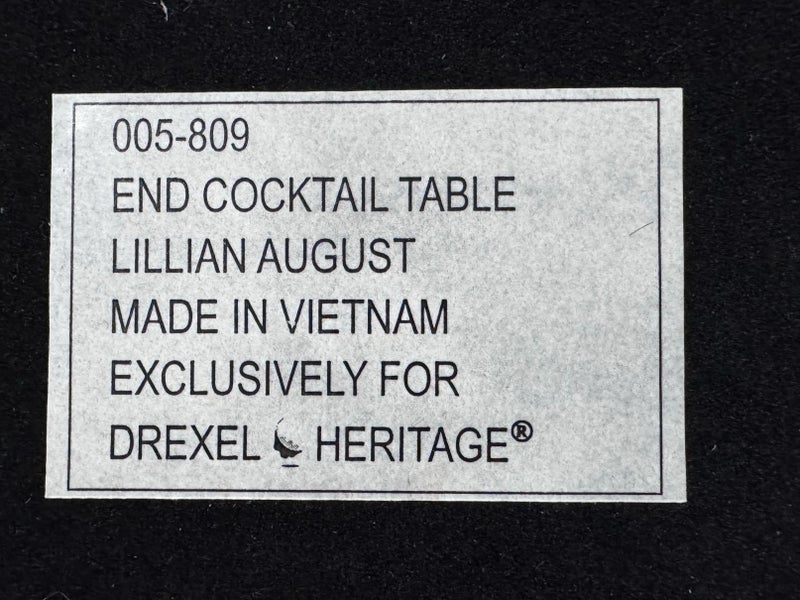 005-809
END COCKTAIL TABLE
LILLIAN AUGUST
MADE IN VIETNAM
EXCLUSIVELY FOR
DREXEL HERITAGE®